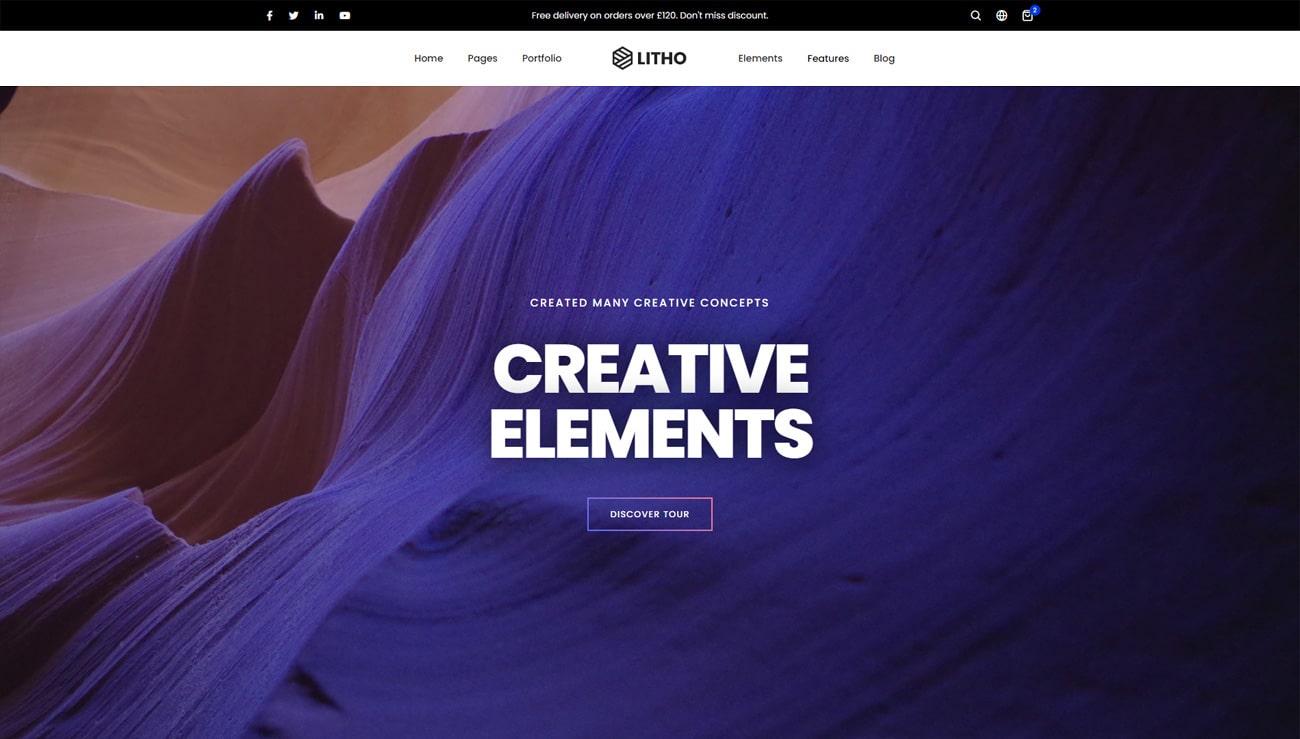 Free delivery on orders over £120. Don't miss discount.
2
Home Pages Portfolio LITHO Elements Features Blog
CREATED MANY CREATIVE CONCEPTS
CREATIVE
ELEMENTS
DISCOVER TOUR